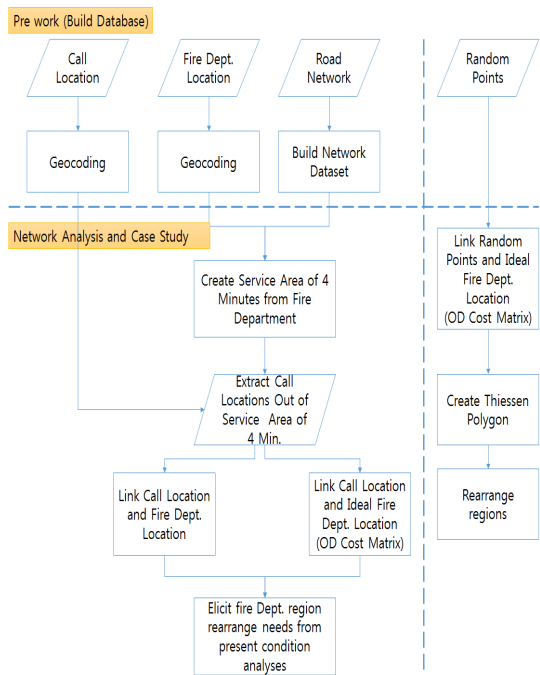 Pre work (Build Database)
Call
Location
Fire Dept.
Location
Road
Network
Random
Points
Geocoding
Geocoding
Build Network
Dataset
Network Analysis and Case Study
Create Service Area of 4
Minutes from Fire
Department
Link Random
Points and Ideal
Fire Dept.
Location
(OD Cost Matrix)
Extract Call
Locations Out of
Service Area of
4 Min.
Create Thiessen
Polygon
Link Call Location
and Fire Dept.
Location
Link Call Location
and Ideal Fire
Dept. Location
(OD Cost Matrix)
Rearrange
regions
Elicit fire Dept. region
rearrange needs from
present condition
analyses